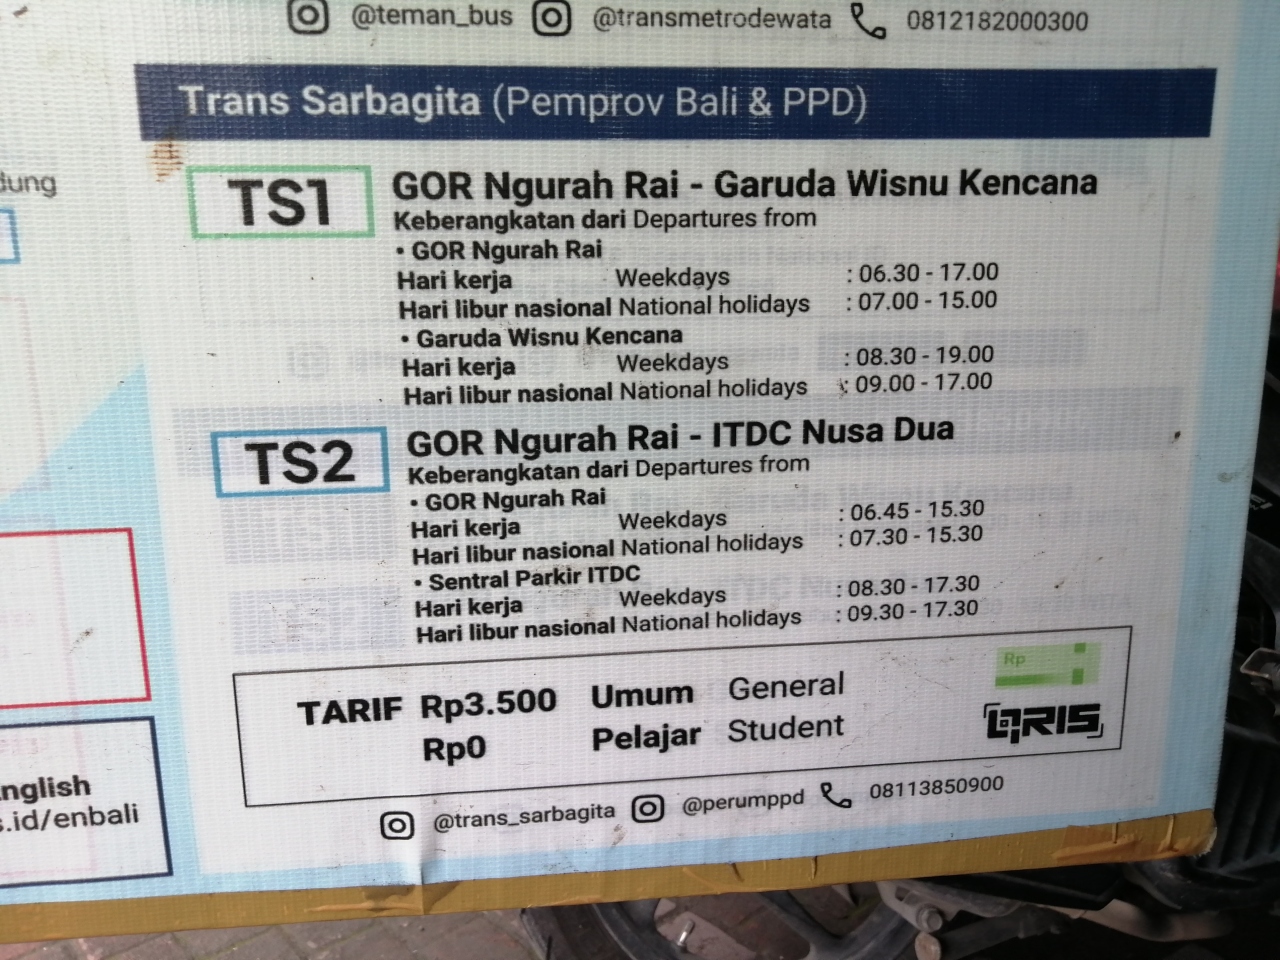 @teman_bus @transmetrodewata 0812182000300
Trans Sarbagita (Pemprov Bali & PPD)
TS1 GOR Ngurah Rai - Garuda Wisnu Kencana
Keberangkatan dari Departures from
• GOR Ngurah Rai
Hari kerja Weekdays : 06.30 - 17.00
Hari libur nasional National holidays : 07.00 - 15.00
• Garuda Wisnu Kencana
Hari kerja Weekdays : 08.30 - 19.00
Hari libur nasional National holidays : 09.00 - 17.00
TS2 GOR Ngurah Rai - ITDC Nusa Dua
Keberangkatan dari Departures from
• GOR Ngurah Rai
Hari kerja Weekdays : 06.45 - 15.30
Hari libur nasional National holidays : 07.30 - 15.30
• Sentral Parkir ITDC
Hari kerja Weekdays : 08.30 - 17.30
Hari libur nasional National holidays : 09.30 - 17.30
TARIF Rp3.500 Umum General
Rp0 Pelajar Student
Rp
QRIS
@trans_sarbagita @perumppd 08113850900
dung
nglish
s.id/enbali